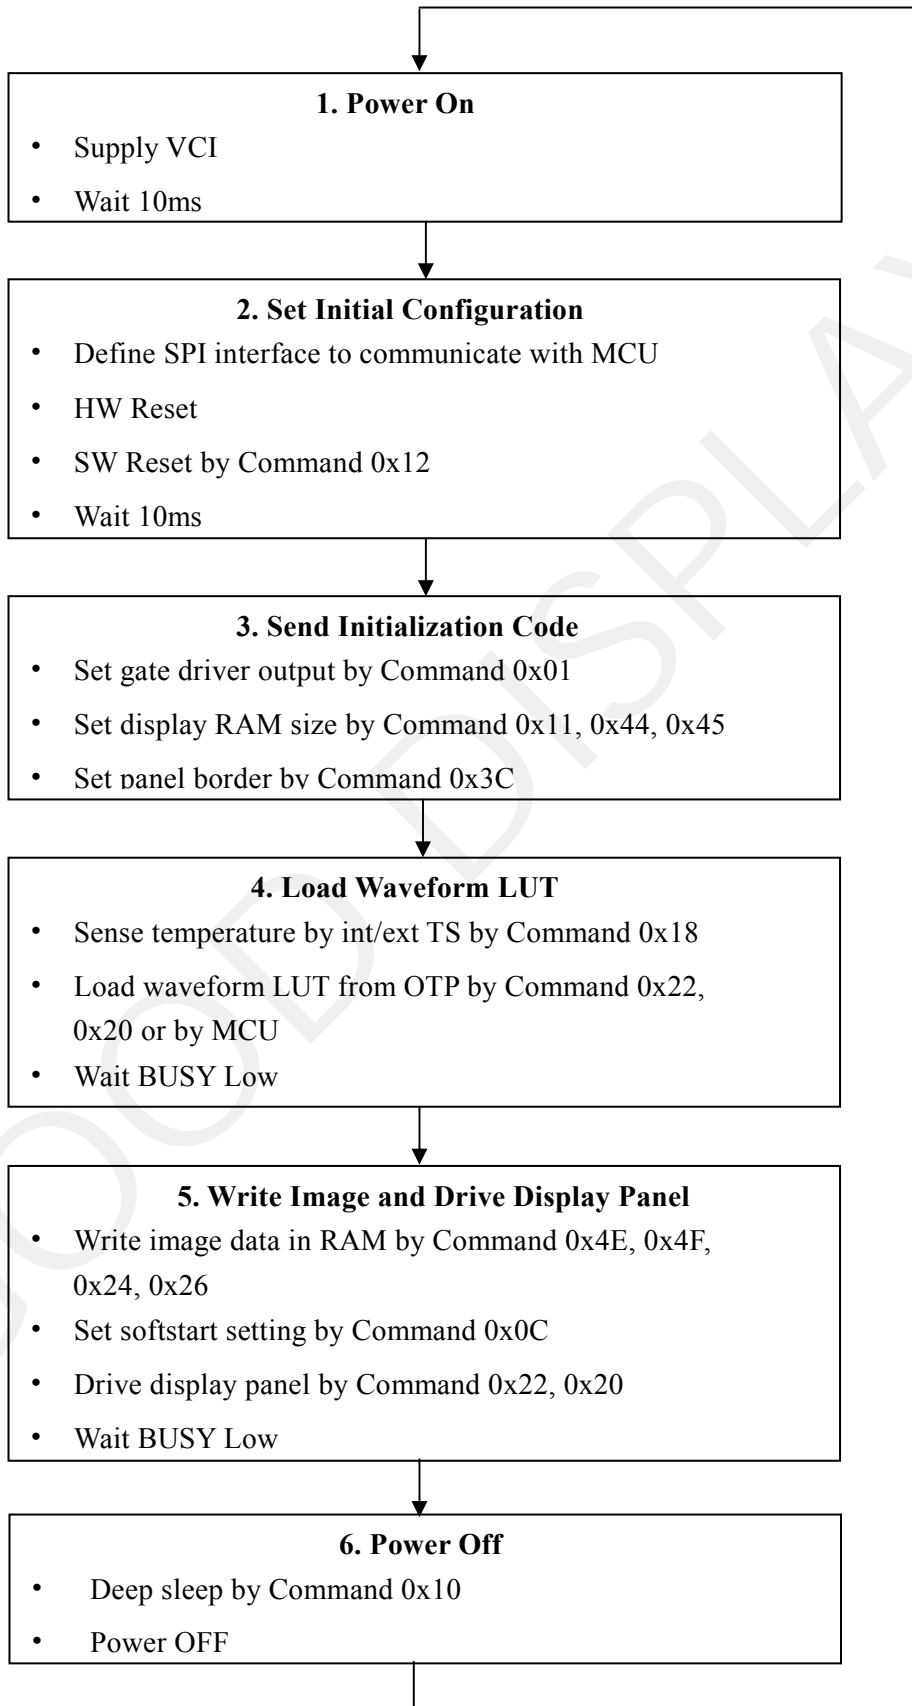 1. Power On
• Supply VCI
• Wait 10ms
2. Set Initial Configuration
• Define SPI interface to communicate with MCU
• HW Reset
• SW Reset by Command 0x12
• Wait 10ms
3. Send Initialization Code
• Set gate driver output by Command 0x01
• Set display RAM size by Command 0x11, 0x44, 0x45
• Set panel border by Command 0x3C
4. Load Waveform LUT
• Sense temperature by int/ext TS by Command 0x18
• Load waveform LUT from OTP by Command 0x22,
0x20 or by MCU
• Wait BUSY Low
5. Write Image and Drive Display Panel
• Write image data in RAM by Command 0x4E, 0x4F,
0x24, 0x26
• Set softstart setting by Command 0x0C
• Drive display panel by Command 0x22, 0x20
• Wait BUSY Low
6. Power Off
• Deep sleep by Command 0x10
• Power OFF
GOOD DISPLAY